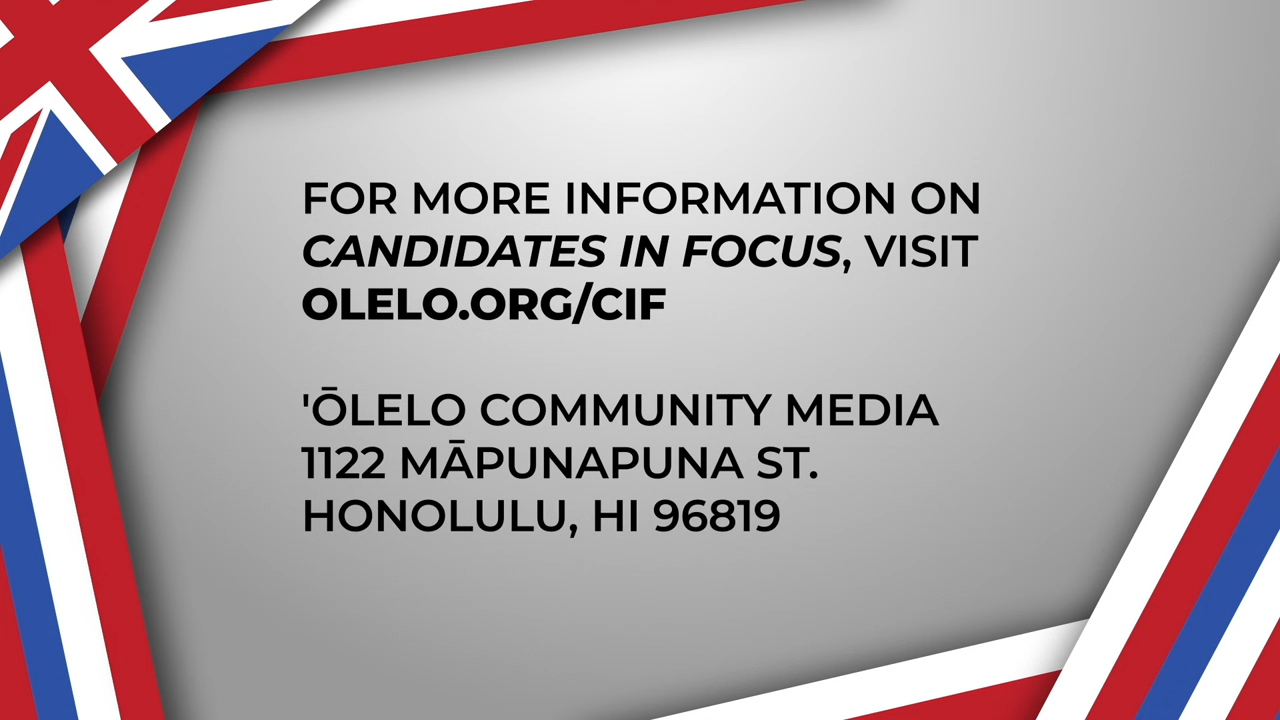 FOR MORE INFORMATION ON
CANDIDATES IN FOCUS, VISIT
OLELO.ORG/CIF
'ŌLELO COMMUNITY MEDIA
1122 MĀPUNAPUNA ST.
HONOLULU, HI 96819